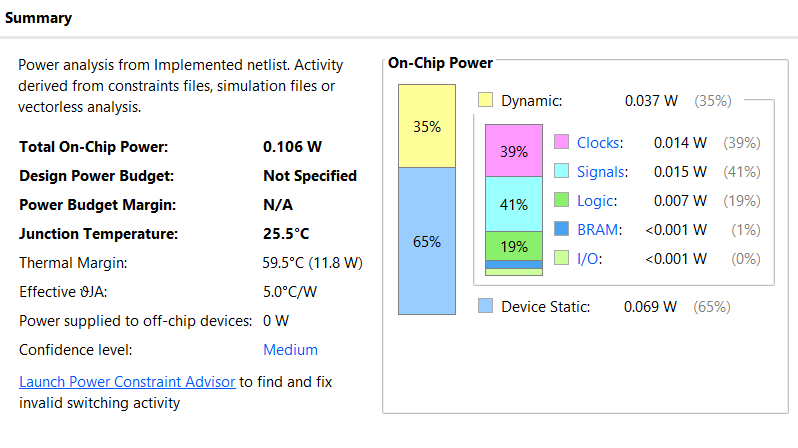 Summary
Power analysis from Implemented netlist. Activity
derived from constraints files, simulation files or
vectorless analysis.
Total On-Chip Power: 0.106 W
Design Power Budget: Not Specified
Power Budget Margin: N/A
Junction Temperature: 25.5°C
Thermal Margin: 59.5°C (11.8 W)
Effective ϑJA: 5.0°C/W
Power supplied to off-chip devices: 0 W
Confidence level: Medium
Launch Power Constraint Advisor to find and fix
invalid switching activity
On-Chip Power
35%
65%
Dynamic: 0.037 W (35%)
39%
41%
19%
Clocks: 0.014 W (39%)
Signals: 0.015 W (41%)
Logic: 0.007 W (19%)
BRAM: <0.001 W (1%)
I/O: <0.001 W (0%)
Device Static: 0.069 W (65%)